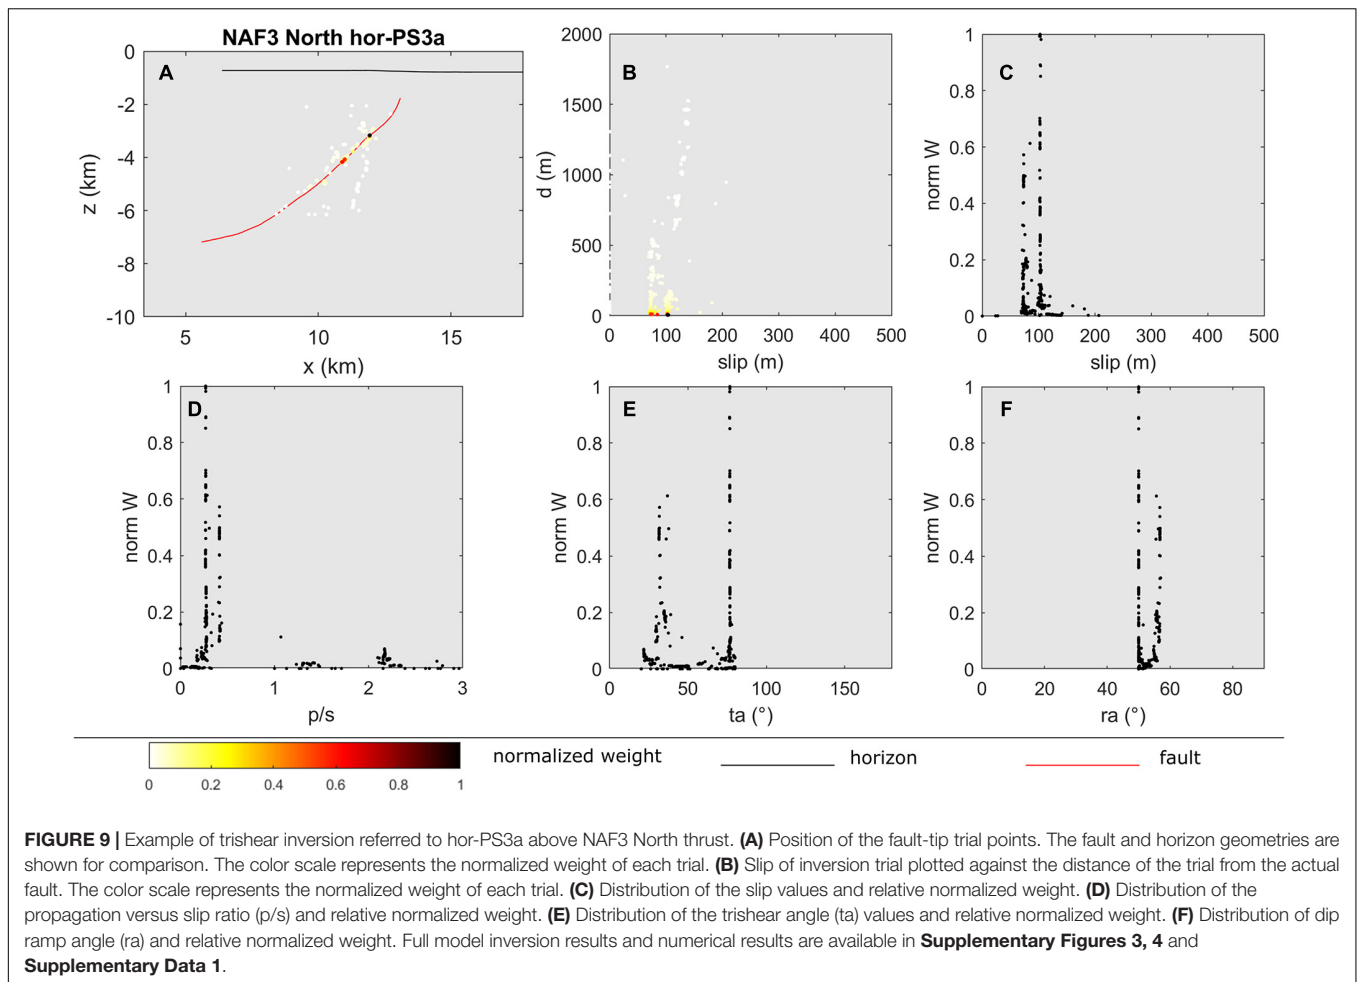 NAF3 North hor-PS3a
A
0
-2
-4
-6
-8
-10
z (km)
5
10
15
x (km)
B
2000
1500
1000
500
0
d (m)
0
100
200
300
400
500
slip (m)
C
1
0.8
0.6
0.4
0.2
0
norm W
0
100
200
300
400
500
slip (m)
D
1
0.8
0.6
0.4
0.2
0
norm W
0
1
2
3
p/s
E
1
0.8
0.6
0.4
0.2
0
norm W
0
50
100
150
ta (°)
F
1
0.8
0.6
0.4
0.2
0
norm W
0
20
40
60
80
ra (°)
0
0.2
0.4
0.6
0.8
1
normalized weight
horizon
fault
FIGURE 9 | Example of trishear inversion referred to hor-PS3a above NAF3 North thrust. (A) Position of the fault-tip trial points. The fault and horizon geometries are
shown for comparison. The color scale represents the normalized weight of each trial. (B) Slip of inversion trial plotted against the distance of the trial from the actual
fault. The color scale represents the normalized weight of each trial. (C) Distribution of the slip values and relative normalized weight. (D) Distribution of the
propagation versus slip ratio (p/s) and relative normalized weight. (E) Distribution of the trishear angle (ta) values and relative normalized weight. (F) Distribution of dip
ramp angle (ra) and relative normalized weight. Full model inversion results and numerical results are available in Supplementary Figures 3, 4 and
Supplementary Data 1.